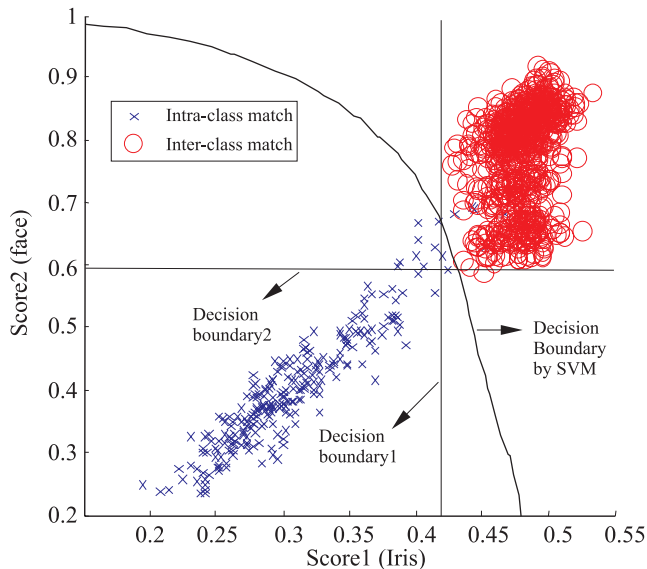 1
0.9
0.8
0.7
0.6
0.5
0.4
0.3
0.2
Score2 (face)
Intra-class match
Inter-class match
Decision
boundary2
Decision
Boundary
by SVM
Decision
boundary1
0.2
0.25
0.3
0.35
0.4
0.45
0.5
0.55
Score1 (Iris)